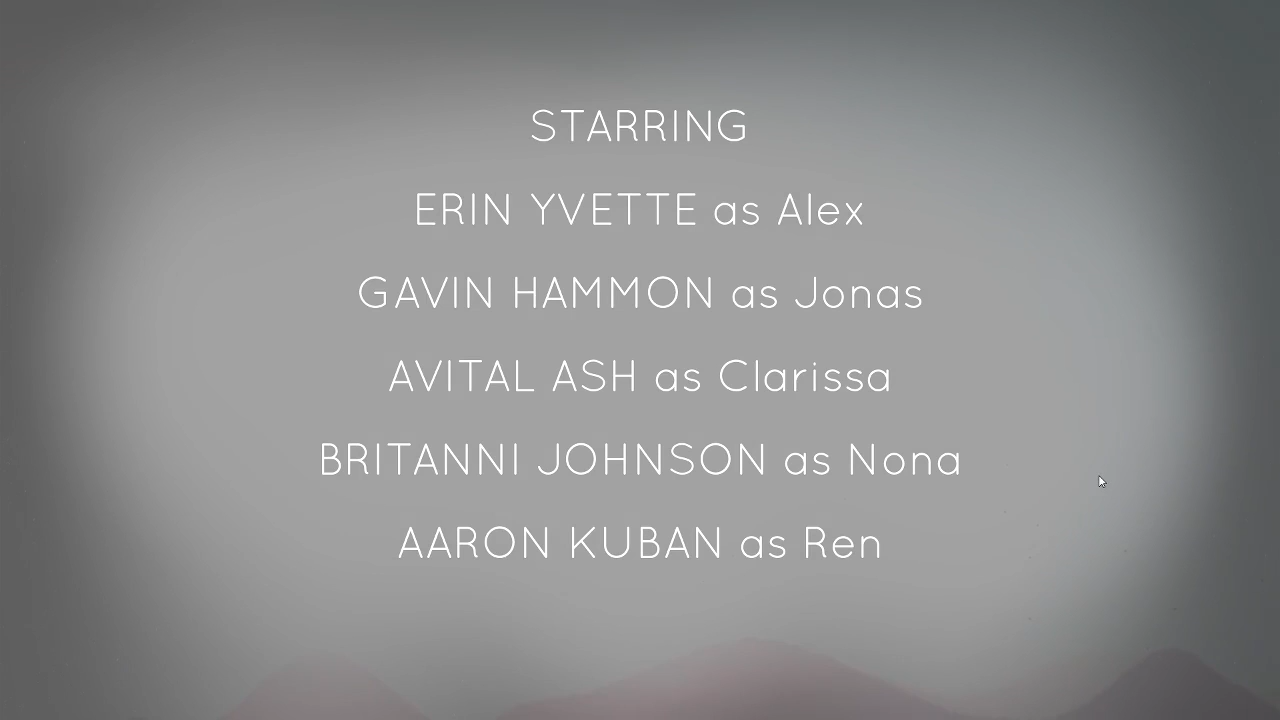 STARRING
ERIN YVETTE as Alex
GAVIN HAMMON as Jonas
AVITAL ASH as Clarissa
BRITANNI JOHNSON as Nona
AARON KUBAN as Ren